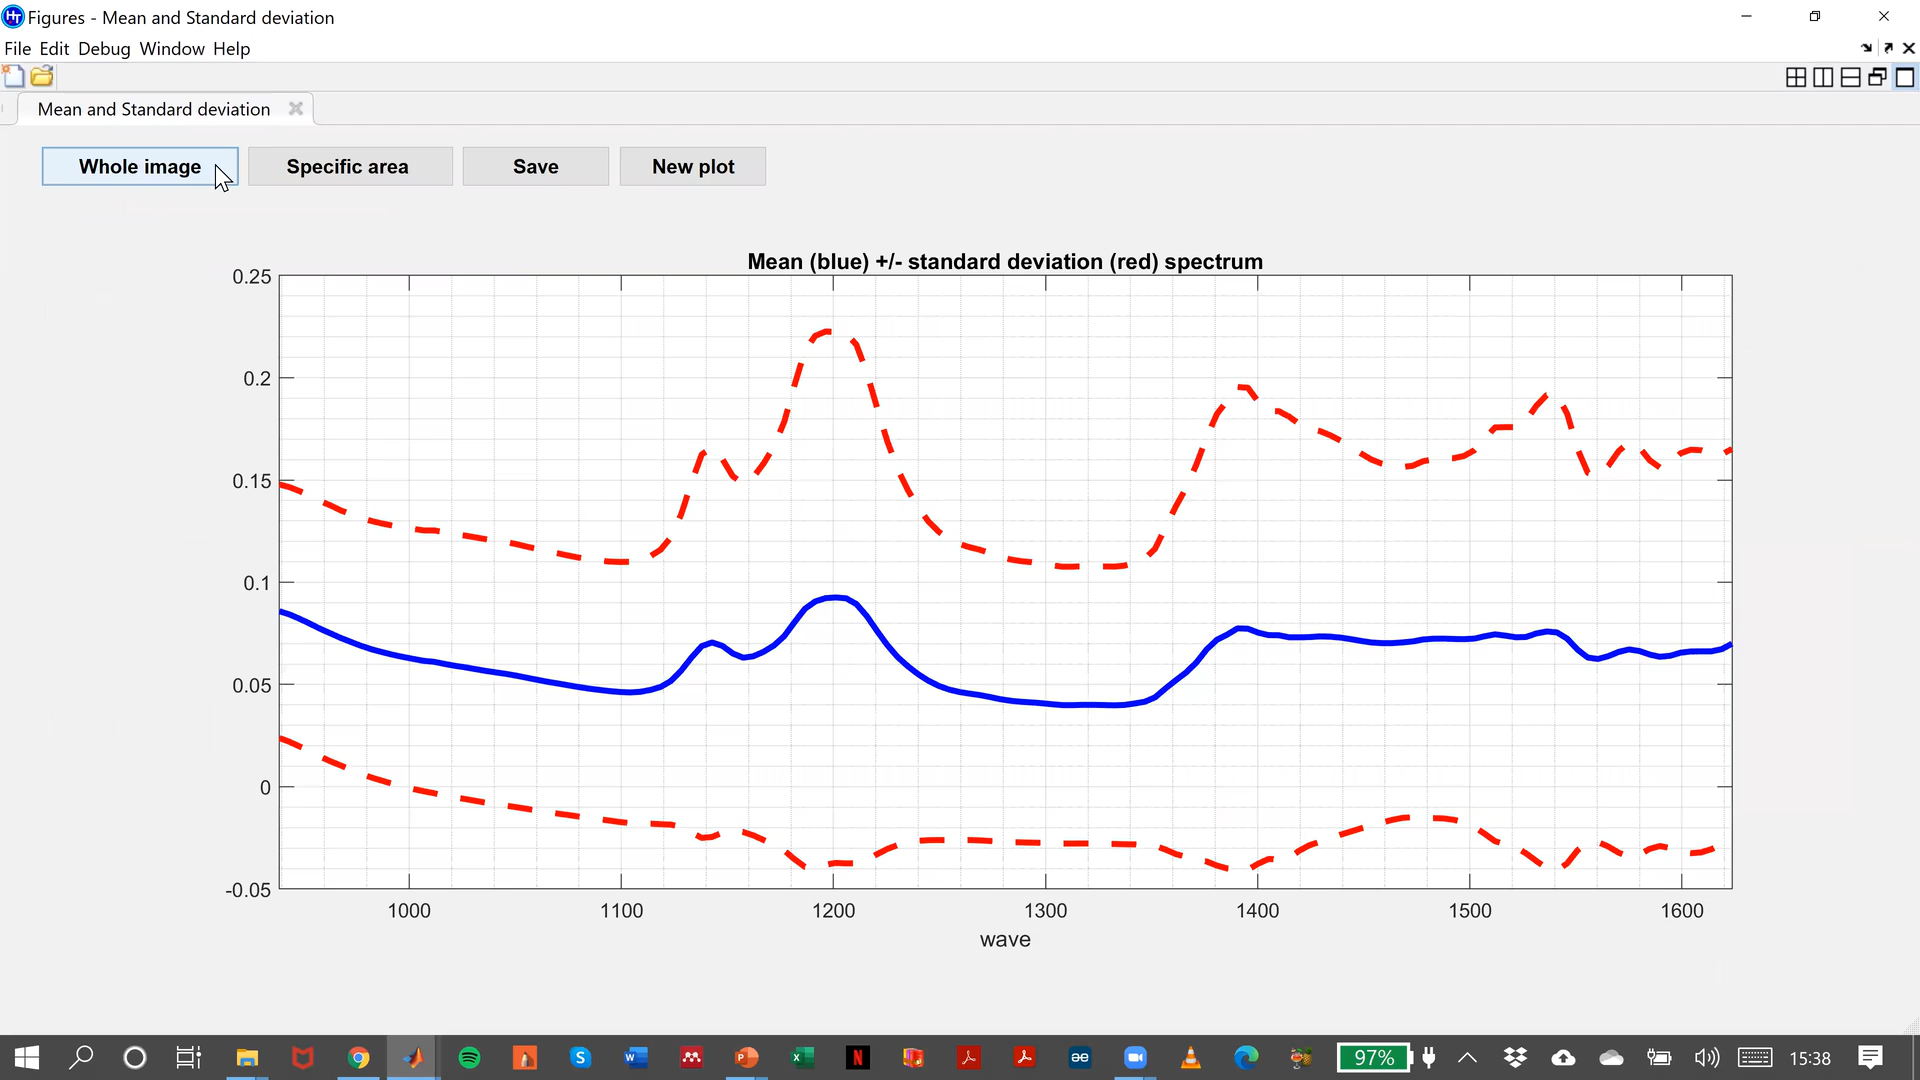 HT Figures - Mean and Standard deviation
File Edit Debug Window Help
Mean and Standard deviation
Whole image Specific area Save New plot
Mean (blue) +/- standard deviation (red) spectrum
0.25
0.2
0.15
0.1
0.05
0
-0.05
1000 1100 1200 1300 1400 1500 1600
wave
97% 15:38